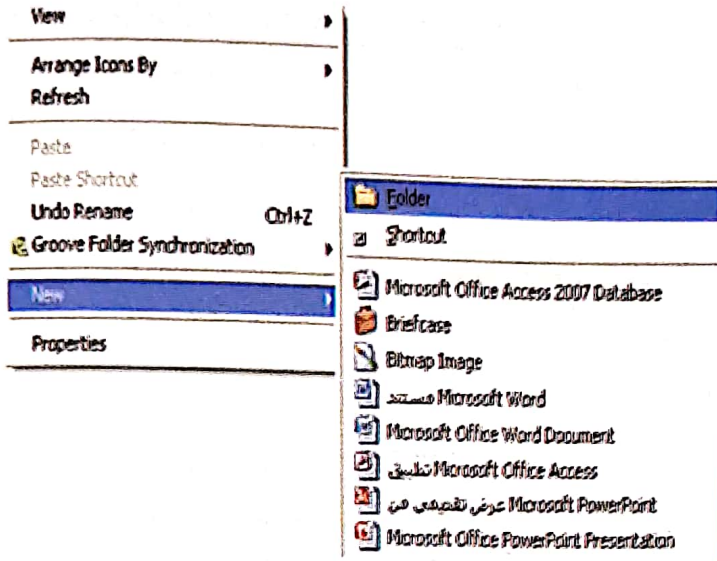 View
Arrange Icons By
Refresh
Paste
Paste Shortcut
Undo Rename Ctrl+Z
Groove Folder Synchronization
New
Properties
Folder
Shortcut
Microsoft Office Access 2007 Database
Briefcase
Bitmap Image
مستند Microsoft Word
Microsoft Office Word Document
تطبيق Microsoft Office Access
عرض تقديمي من Microsoft PowerPoint
Microsoft Office PowerPoint Presentation